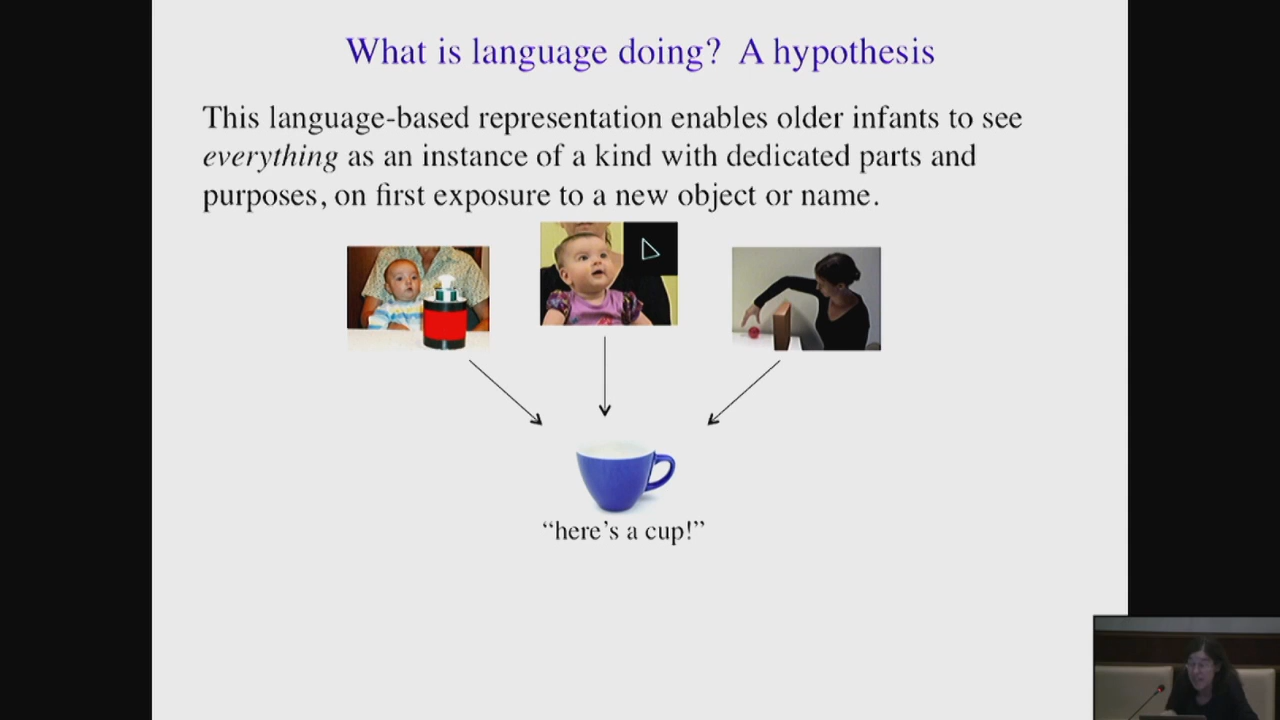 What is language doing? A hypothesis
This language-based representation enables older infants to see
everything as an instance of a kind with dedicated parts and
purposes, on first exposure to a new object or name.
“here’s a cup!”